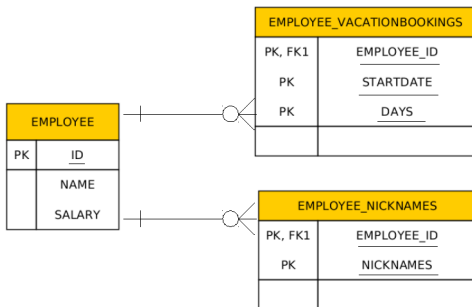 EMPLOYEE_VACATIONBOOKINGS
PK, FK1 EMPLOYEE_ID
PK STARTDATE
PK DAYS
EMPLOYEE
PK ID
NAME
SALARY
EMPLOYEE_NICKNAMES
PK, FK1 EMPLOYEE_ID
PK NICKNAMES